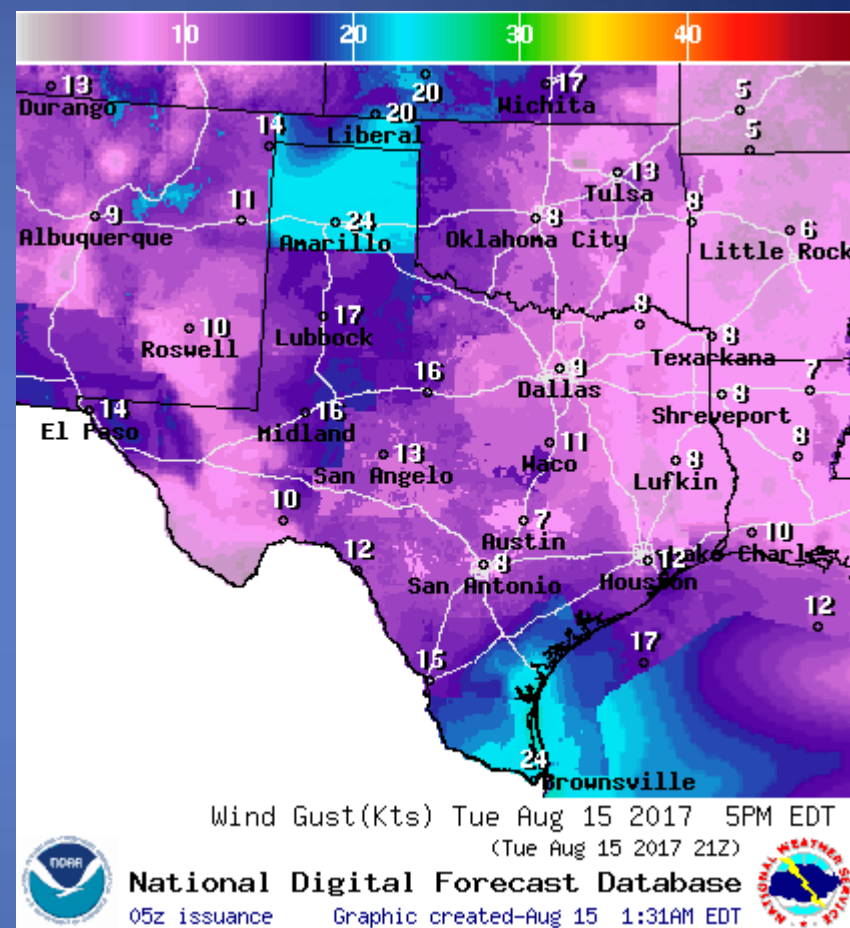 10 20 30 40
13 Durango
20
17 Wichita
20 Liberal
5
5
14
13 Tulsa
9 Albuquerque
11
24 Amarillo
8 Oklahoma City
8
6 Little Rock
10 Roswell
17 Lubbock
8
8 Texarkana
9 Dallas
16
8 Shreveport
7
14 El Paso
16 Midland
13 San Angelo
11 Waco
8 Lufkin
8
10
7 Austin
10 Lake Charles
12
8 San Antonio
12 Houston
12
15
17
24 Brownsville
Wind Gust(Kts) Tue Aug 15 2017 5PM EDT
(Tue Aug 15 2017 21Z)
NOAA
National Digital Forecast Database
05z issuance Graphic created-Aug 15 1:31AM EDT
NATIONAL WEATHER SERVICE